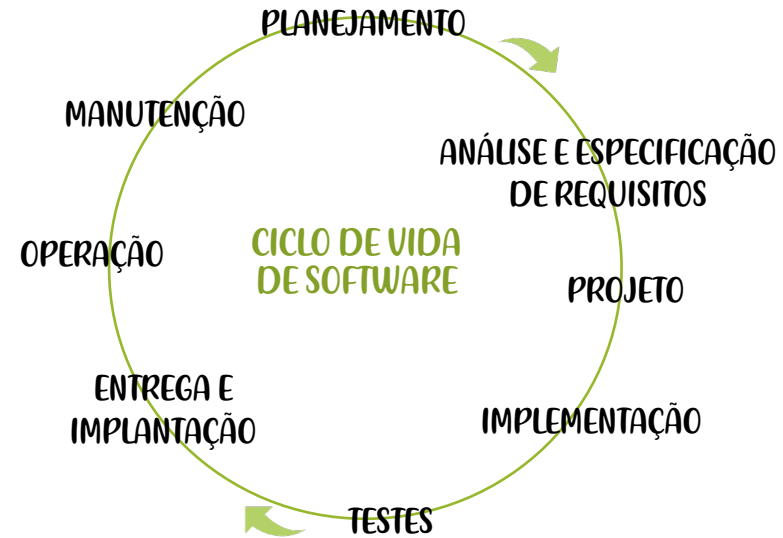 PLANEJAMENTO
MANUTENÇÃO
ANÁLISE E ESPECIFICAÇÃO
DE REQUISITOS
CICLO DE VIDA
DE SOFTWARE
OPERAÇÃO
PROJETO
ENTREGA E
IMPLANTAÇÃO
IMPLEMENTAÇÃO
TESTES